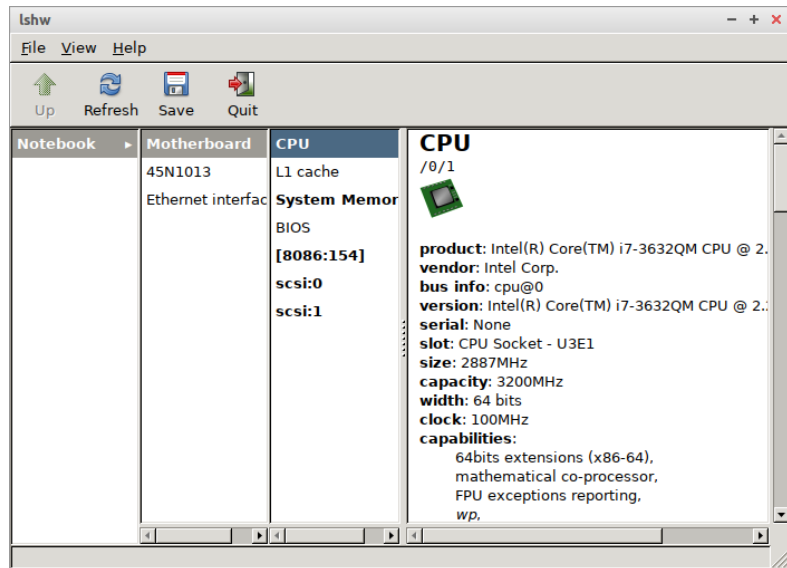 lshw
File View Help
Up Refresh Save Quit
Notebook
Motherboard
45N1013
Ethernet interfac
CPU
L1 cache
System Memor
BIOS
[8086:154]
scsi:0
scsi:1
CPU
/0/1
product: Intel(R) Core(TM) i7-3632QM CPU @ 2.
vendor: Intel Corp.
bus info: cpu@0
version: Intel(R) Core(TM) i7-3632QM CPU @ 2.
serial: None
slot: CPU Socket - U3E1
size: 2887MHz
capacity: 3200MHz
width: 64 bits
clock: 100MHz
capabilities:
64bits extensions (x86-64),
mathematical co-processor,
FPU exceptions reporting,
wp,